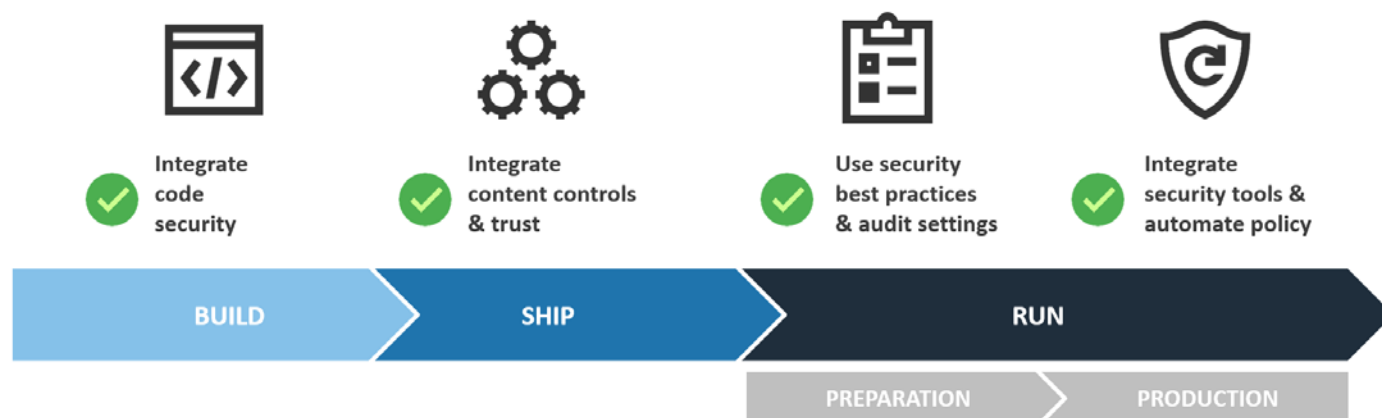 Integrate
code
security
Integrate
content controls
& trust
Use security
best practices
& audit settings
Integrate
security tools &
automate policy
BUILD
SHIP
RUN
PREPARATION
PRODUCTION